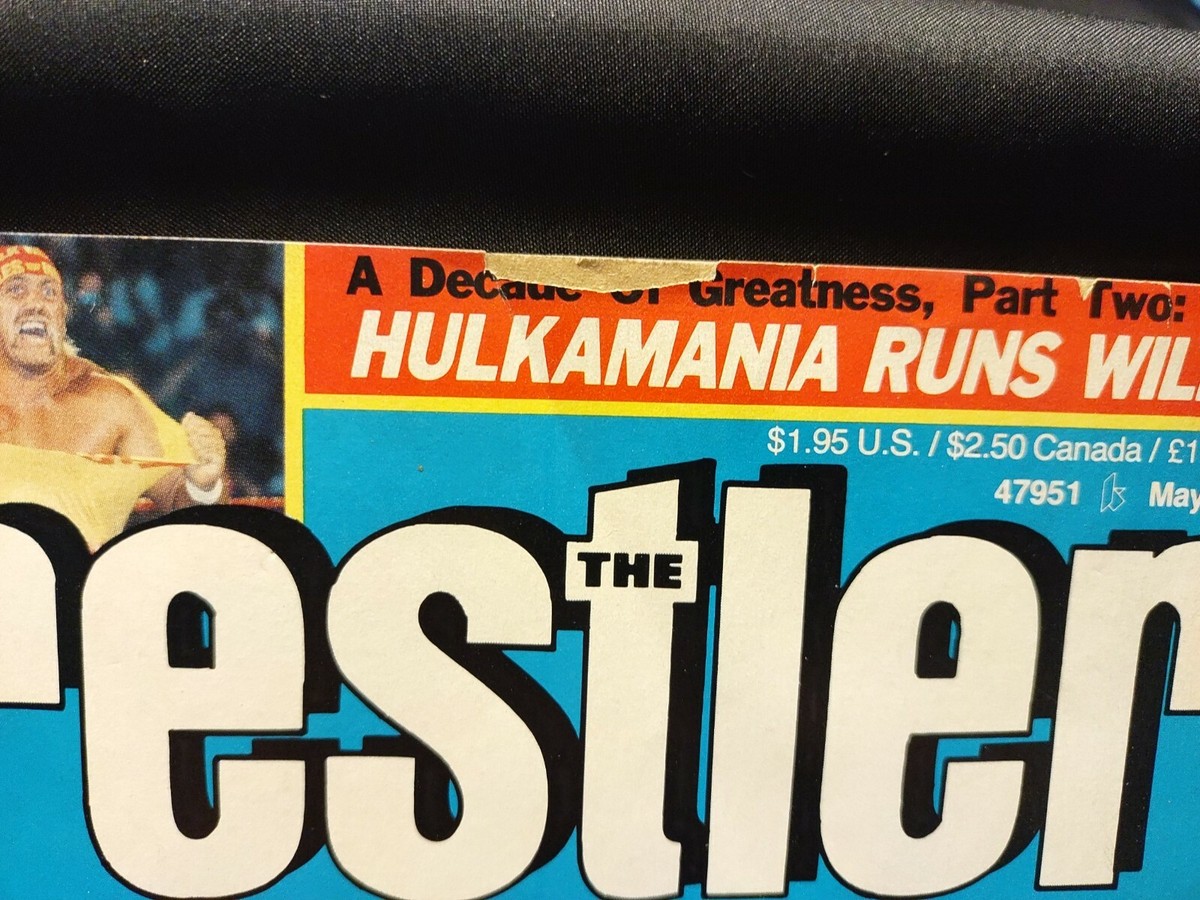 A Decade Of Greatness, Part Two:
HULKAMANIA RUNS WIL
$1.95 U.S. / $2.50 Canada / £1
47951 May
THE
restler